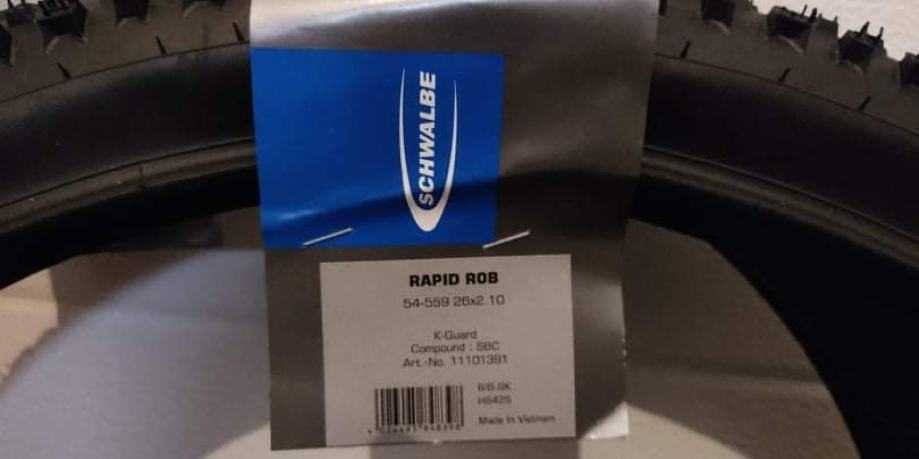 SCHWALBE
RAPID ROB
54-559 26x2.10
K-Guard
Compound : SBC
Art.-No. 11101391
B/B-SK
HS425
Made In Vietnam